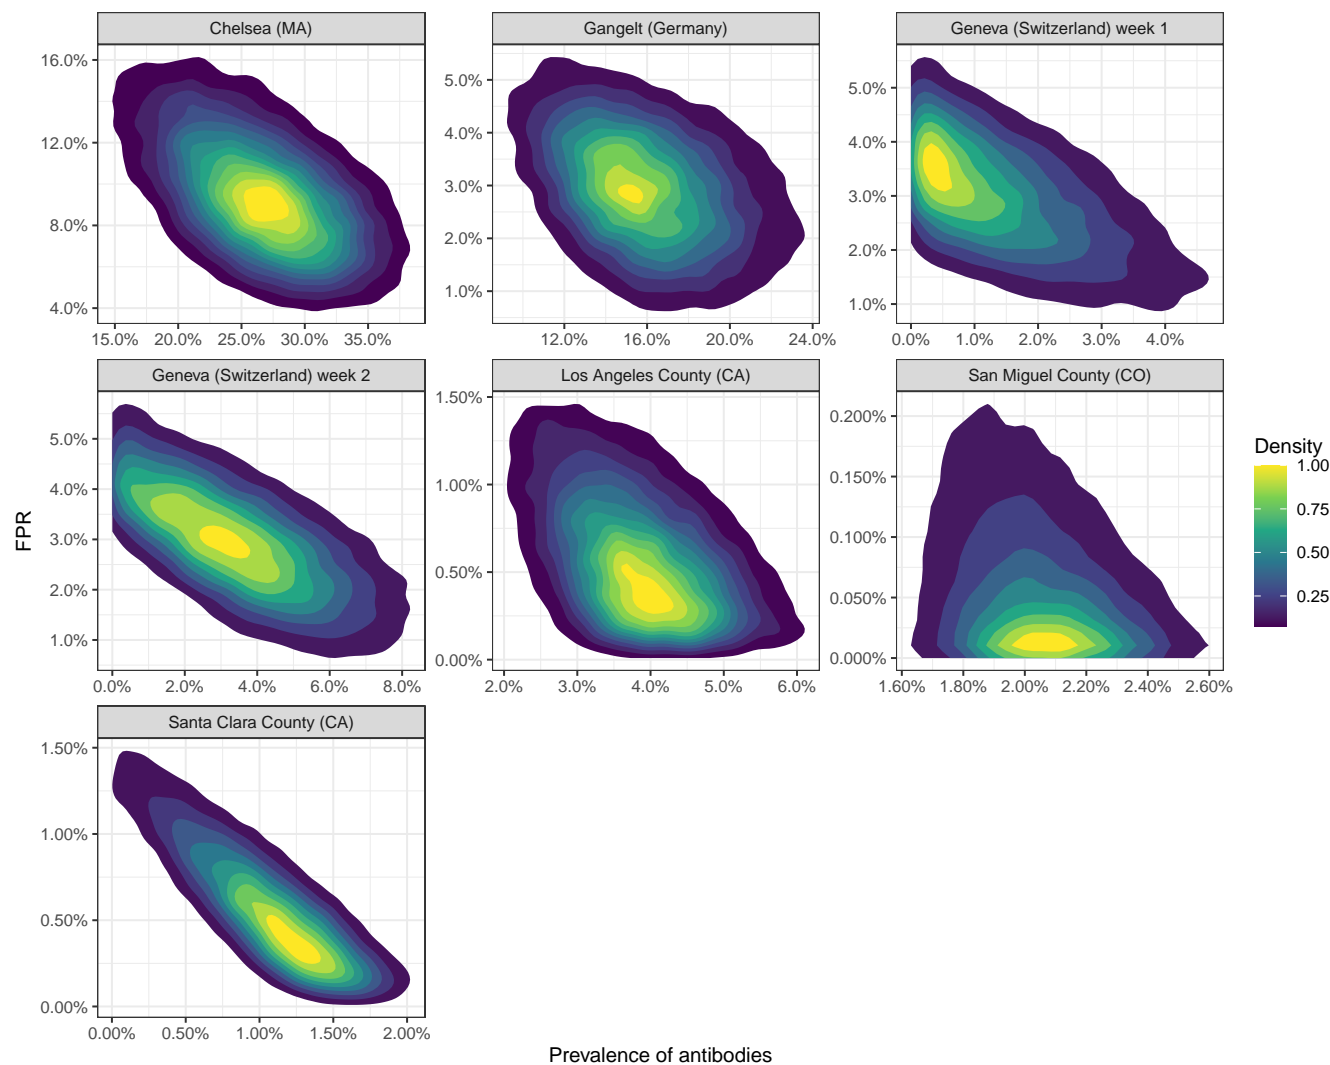 Chelsea (MA)
Gangelt (Germany)
Geneva (Switzerland) week 1
16.0%
12.0%
8.0%
4.0%
15.0% 20.0% 25.0% 30.0% 35.0%
5.0%
4.0%
3.0%
2.0%
1.0%
12.0% 16.0% 20.0% 24.0%
5.0%
4.0%
3.0%
2.0%
1.0%
0.0% 1.0% 2.0% 3.0% 4.0%
Geneva (Switzerland) week 2
Los Angeles County (CA)
San Miguel County (CO)
FPR
5.0%
4.0%
3.0%
2.0%
1.0%
0.0% 2.0% 4.0% 6.0% 8.0%
1.50%
1.00%
0.50%
0.00%
2.0% 3.0% 4.0% 5.0% 6.0%
0.200%
0.150%
0.100%
0.050%
0.000%
1.60% 1.80% 2.00% 2.20% 2.40% 2.60%
Density
1.00
0.75
0.50
0.25
Santa Clara County (CA)
1.50%
1.00%
0.50%
0.00%
0.00% 0.50% 1.00% 1.50% 2.00%
Prevalence of antibodies